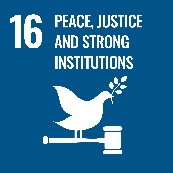 16 PEACE, JUSTICE
AND STRONG
INSTITUTIONS